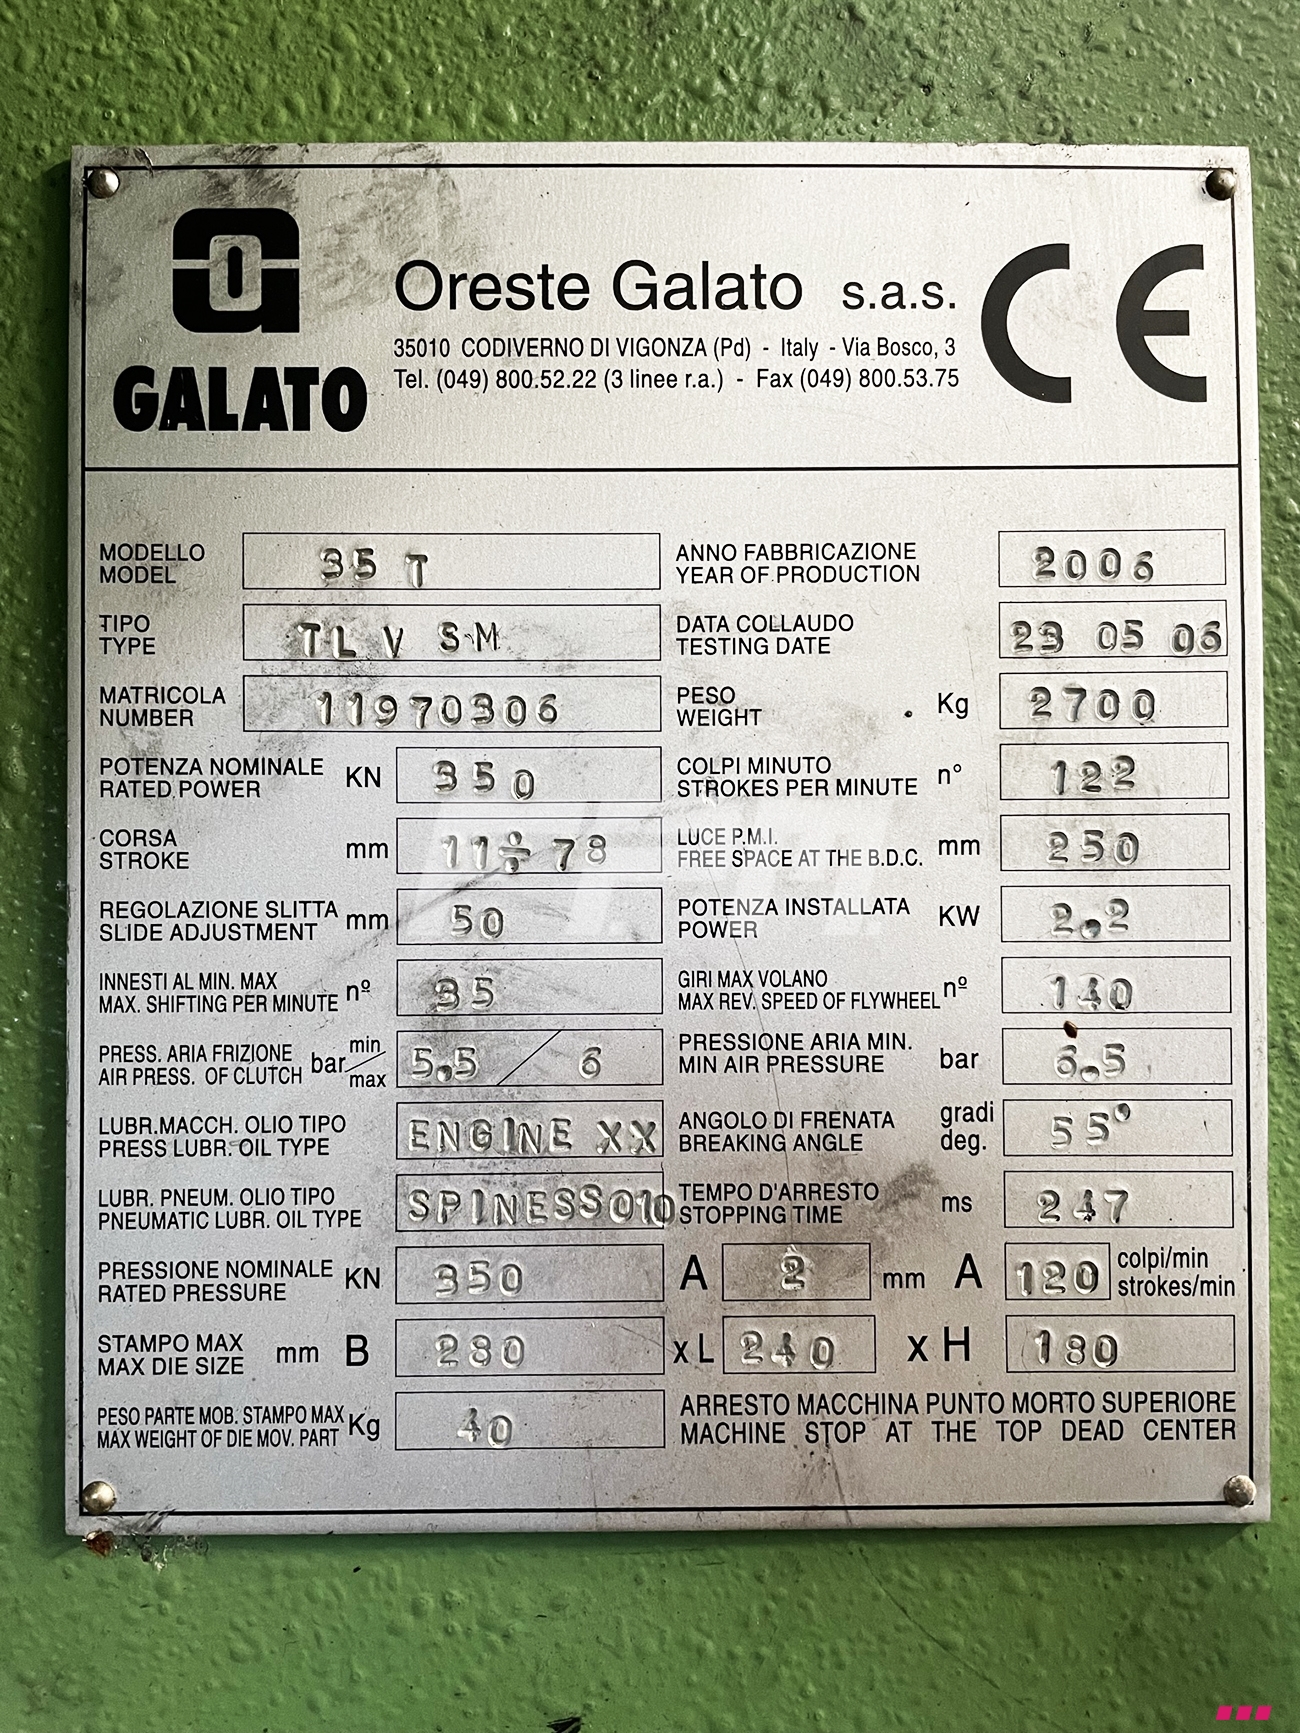 GALATO
Oreste Galato s.a.s.
35010 CODIVERNO DI VIGONZA (Pd) - Italy - Via Bosco, 3
Tel. (049) 800.52.22 (3 linee r.a.) - Fax (049) 800.53.75
CE
MODELLO
MODEL
35 T
ANNO FABBRICAZIONE
YEAR OF PRODUCTION
2006
TIPO
TYPE
TLV SM
DATA COLLAUDO
TESTING DATE
23 05 06
MATRICOLA
NUMBER
11970306
PESO
WEIGHT
Kg
2700
POTENZA NOMINALE
RATED POWER
KN
350
COLPI MINUTO
STROKES PER MINUTE
n°
122
CORSA
STROKE
mm
11÷78
LUCE P.M.I.
FREE SPACE AT THE B.D.C.
mm
250
REGOLAZIONE SLITTA
SLIDE ADJUSTMENT
mm
50
POTENZA INSTALLATA
POWER
KW
2.2
INNESTI AL MIN. MAX
MAX. SHIFTING PER MINUTE
nº
35
GIRI MAX VOLANO
MAX REV. SPEED OF FLYWHEEL
nº
140
PRESS. ARIA FRIZIONE
AIR PRESS. OF CLUTCH
bar min/max
5.5 / 6
PRESSIONE ARIA MIN.
MIN AIR PRESSURE
bar
6.5
LUBR.MACCH. OLIO TIPO
PRESS LUBR. OIL TYPE
ENGINE XX
ANGOLO DI FRENATA
BREAKING ANGLE
gradi
deg.
55°
LUBR. PNEUM. OLIO TIPO
PNEUMATIC LUBR. OIL TYPE
SPINESSO10
TEMPO D'ARRESTO
STOPPING TIME
ms
247
PRESSIONE NOMINALE
RATED PRESSURE
KN
350
A 2 mm
A 120
colpi/min
strokes/min
STAMPO MAX
MAX DIE SIZE
mm B 280 xL 240 x H 180
PESO PARTE MOB. STAMPO MAX
MAX WEIGHT OF DIE MOV. PART
Kg
40
ARRESTO MACCHINA PUNTO MORTO SUPERIORE
MACHINE STOP AT THE TOP DEAD CENTER